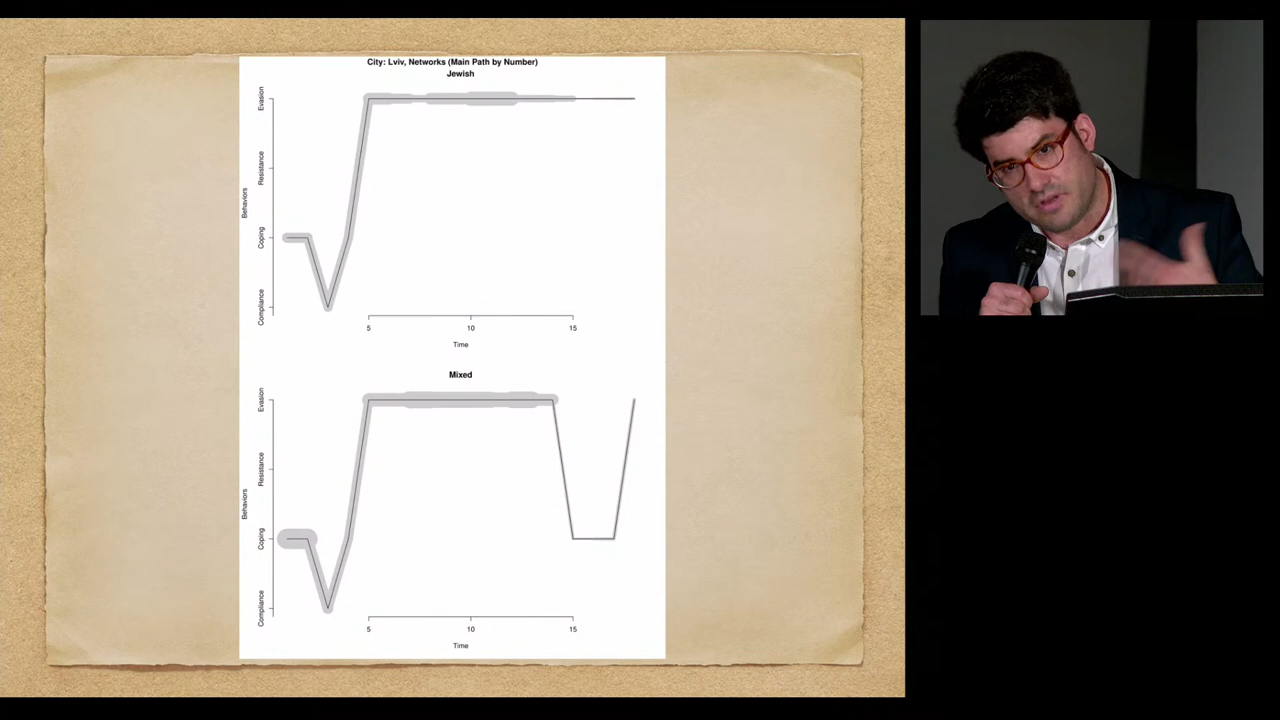 City: Lviv, Networks (Main Path by Number)
Jewish
Evasion
Resistance
Coping
Compliance
Behaviors
5 10 15
Time
Mixed
Evasion
Resistance
Coping
Compliance
Behaviors
5 10 15
Time